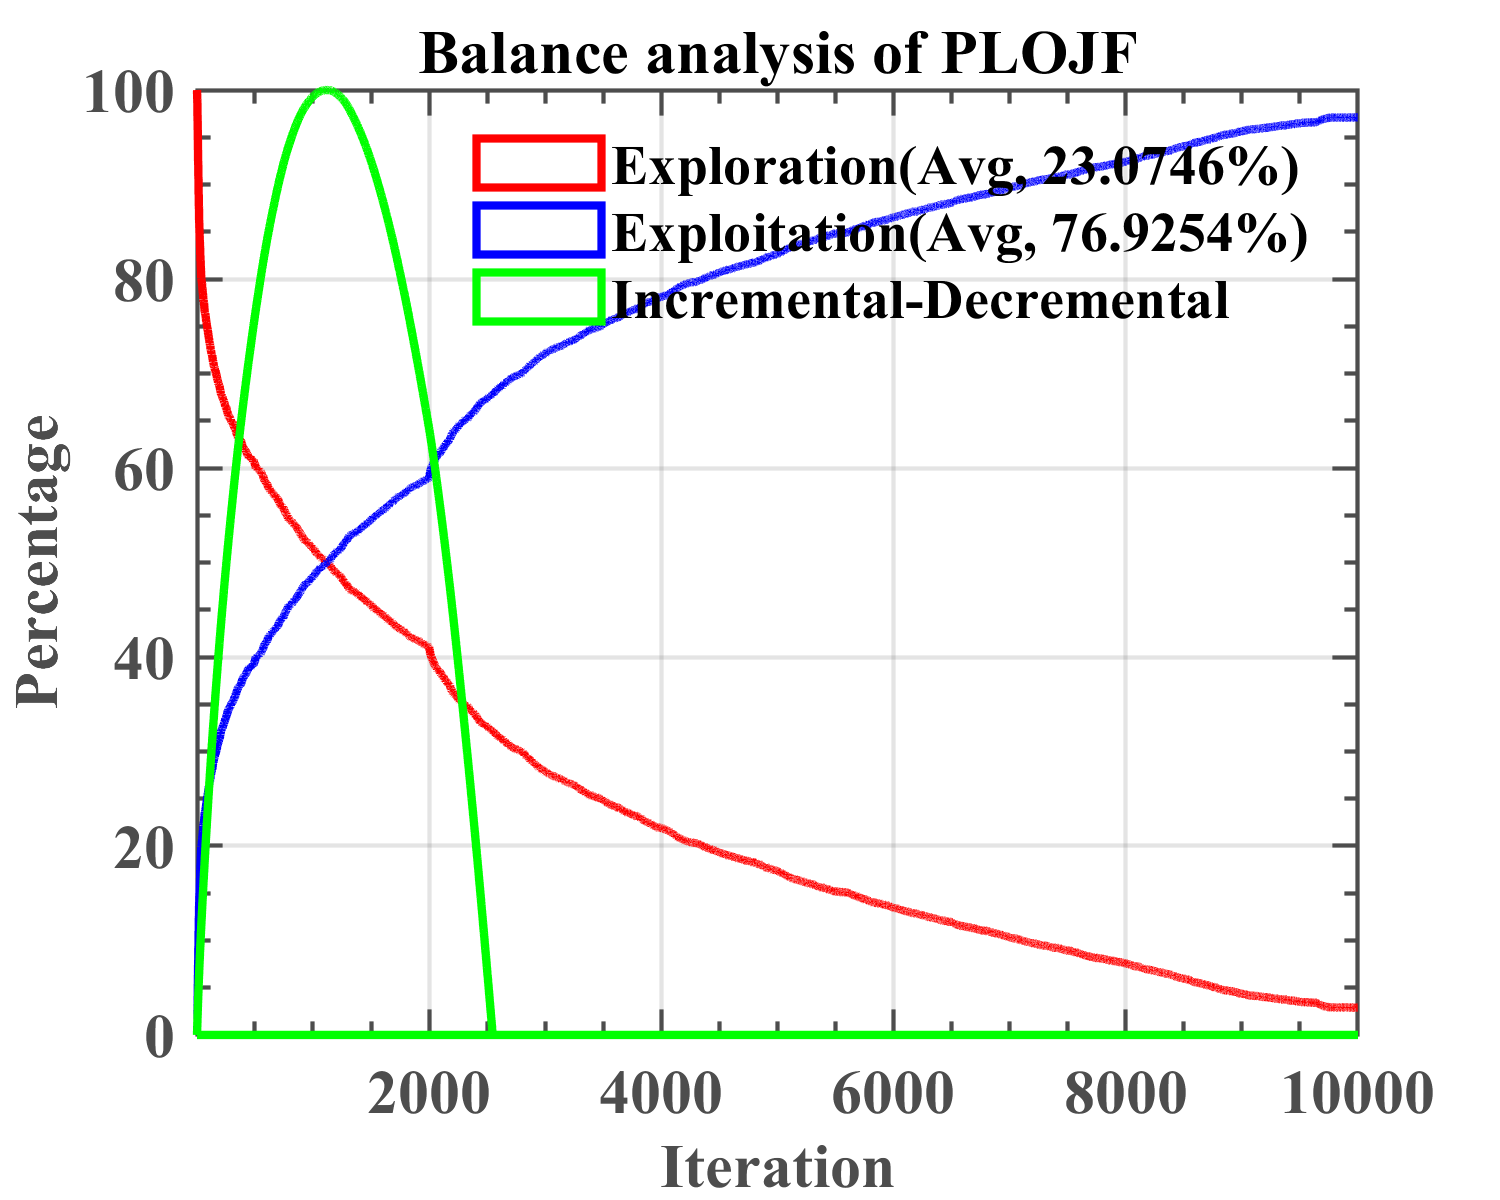 Balance analysis of PLOJF
100
80
60
40
20
0
Percentage
Exploration(Avg, 23.0746%)
Exploitation(Avg, 76.9254%)
Incremental-Decremental
2000 4000 6000 8000 10000
Iteration